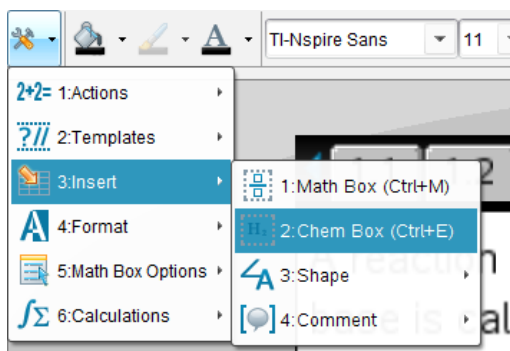 TI-Nspire Sans 11
2+2= 1:Actions
?// 2:Templates
3:Insert
4:Format
5:Math Box Options
6:Calculations
1:Math Box (Ctrl+M)
2:Chem Box (Ctrl+E)
3:Shape
4:Comment
A reaction